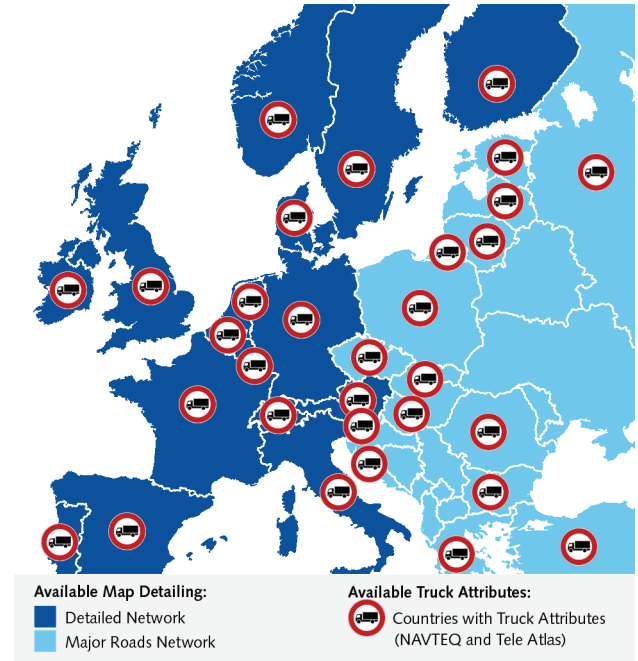 Available Map Detailing:
Detailed Network
Major Roads Network
Available Truck Attributes:
Countries with Truck Attributes
(NAVTEQ and Tele Atlas)